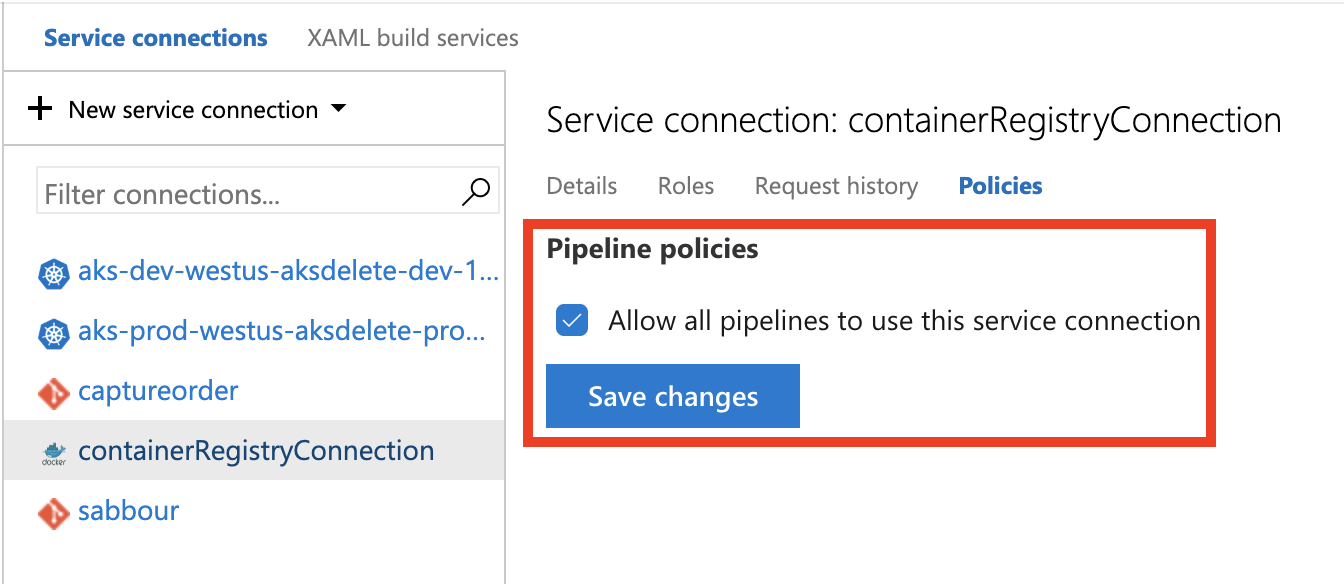 Service connections XAML build services
New service connection
Filter connections...
aks-dev-westus-aksdelete-dev-1...
aks-prod-westus-aksdelete-pro...
captureorder
docker containerRegistryConnection
sabbour
Service connection: containerRegistryConnection
Details Roles Request history Policies
Pipeline policies
Allow all pipelines to use this service connection
Save changes